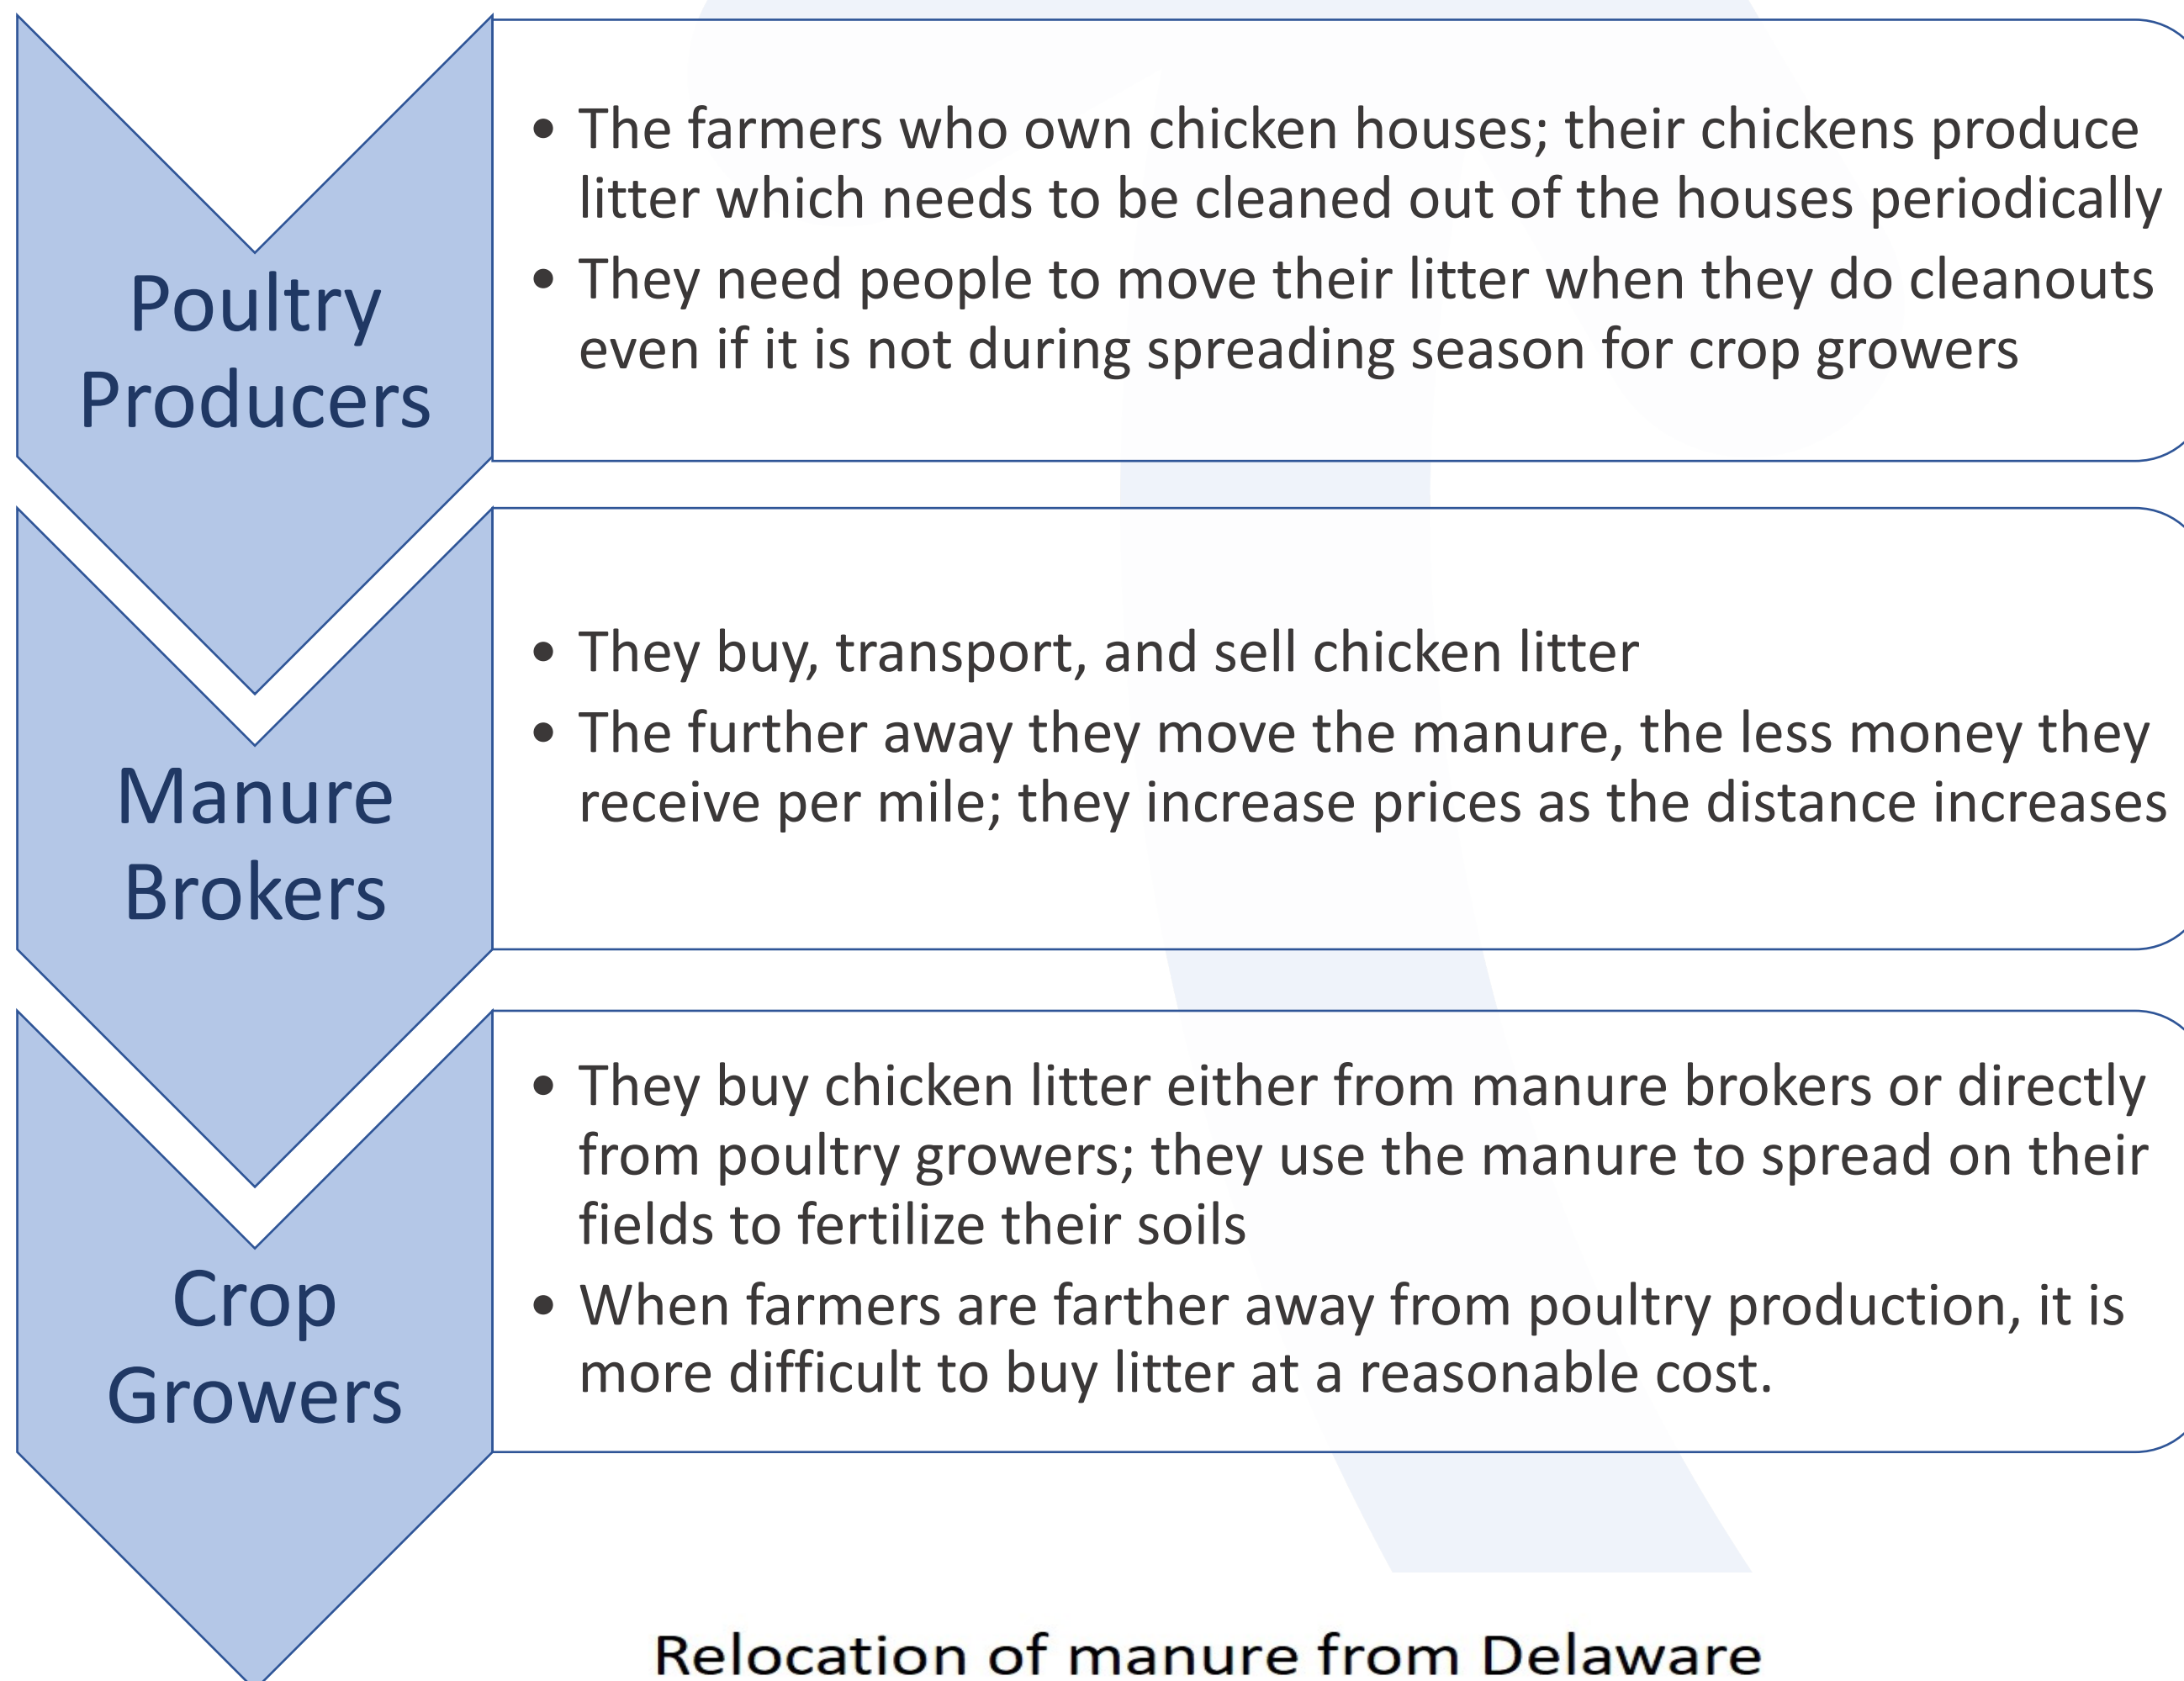 Poultry
Producers
• The farmers who own chicken houses; their chickens produce
litter which needs to be cleaned out of the houses periodically
• They need people to move their litter when they do cleanouts
even if it is not during spreading season for crop growers
Manure
Brokers
• They buy, transport, and sell chicken litter
• The further away they move the manure, the less money they
receive per mile; they increase prices as the distance increases
Crop
Growers
• They buy chicken litter either from manure brokers or directly
from poultry growers; they use the manure to spread on their
fields to fertilize their soils
• When farmers are farther away from poultry production, it is
more difficult to buy litter at a reasonable cost.
Relocation of manure from Delaware